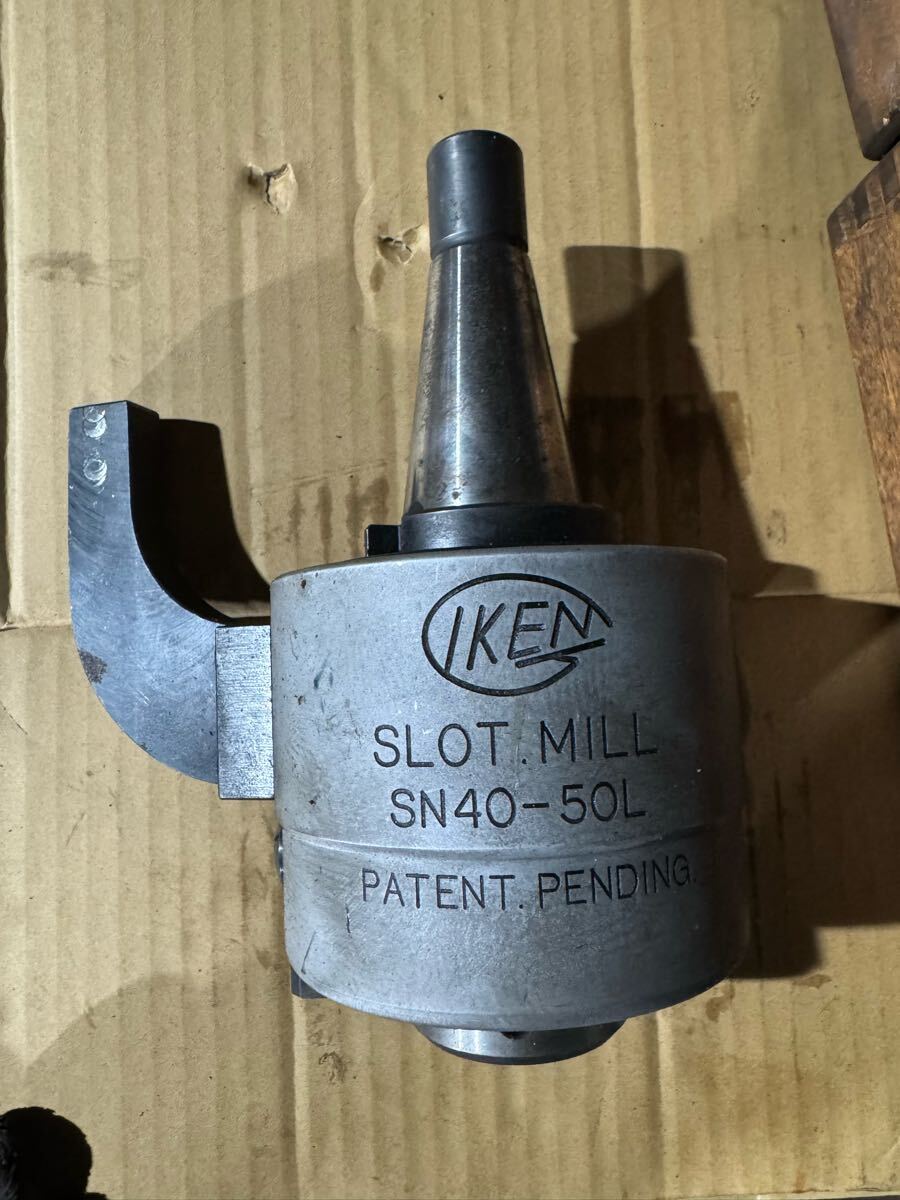 IKEN
SLOT.MILL
SN40-50L
PATENT.PENDING.